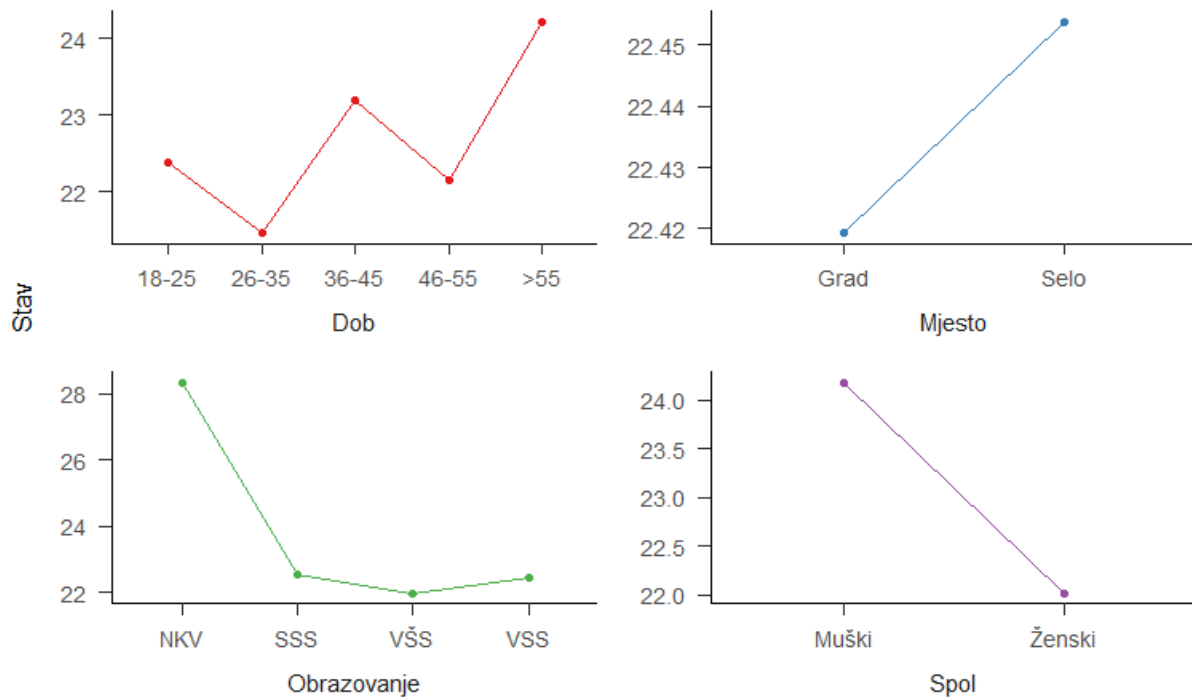 24
23
22
18-25 26-35 36-45 46-55 >55
Dob
22.45
22.44
22.43
22.42
Grad Selo
Mjesto
Stav
28
26
24
22
NKV SSS VŠS VSS
Obrazovanje
24.0
23.5
23.0
22.5
22.0
Muški Ženski
Spol